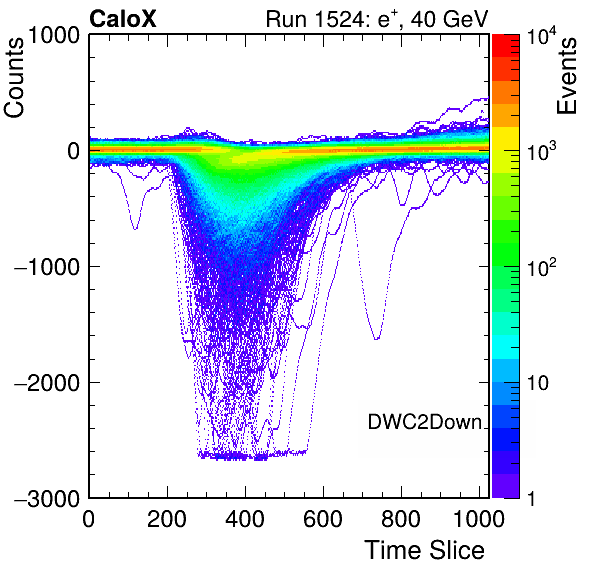 CaloX Run 1524: e⁺, 40 GeV
Counts
Events
1000
0
−1000
−2000
−3000
0 200 400 600 800 1000
Time Slice
DWC2Down
10⁴
10³
10²
10
1